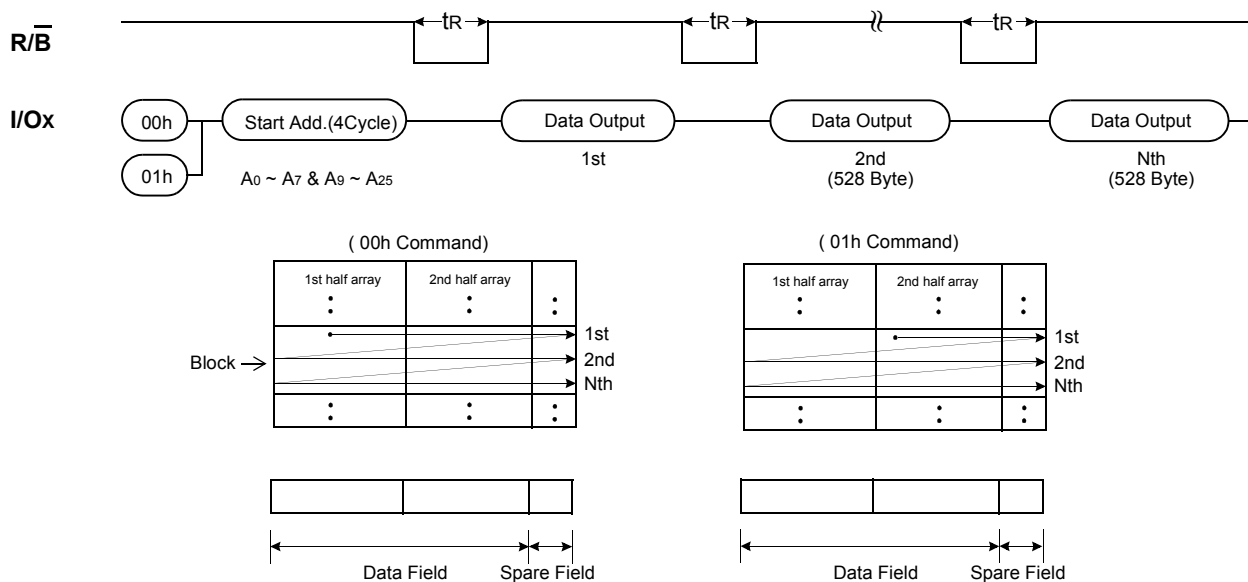 tR tR tR
R/B̅
I/Ox 00h Start Add.(4Cycle) Data Output Data Output Data Output
01h 1st 2nd Nth
A0 ~ A7 & A9 ~ A25 (528 Byte) (528 Byte)
( 00h Command) ( 01h Command)
1st half array 2nd half array 1st half array 2nd half array
1st 1st
Block 2nd 2nd
Nth Nth
Data Field Spare Field Data Field Spare Field